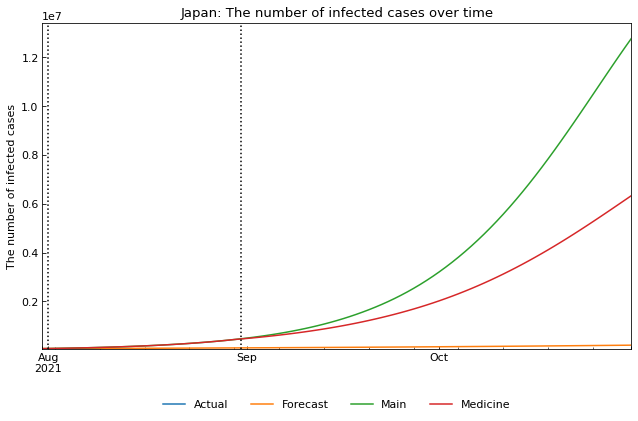 Japan: The number of infected cases over time
1e7
1.2
1.0
0.8
0.6
0.4
0.2
The number of infected cases
Aug Sep Oct
2021
Actual Forecast Main Medicine